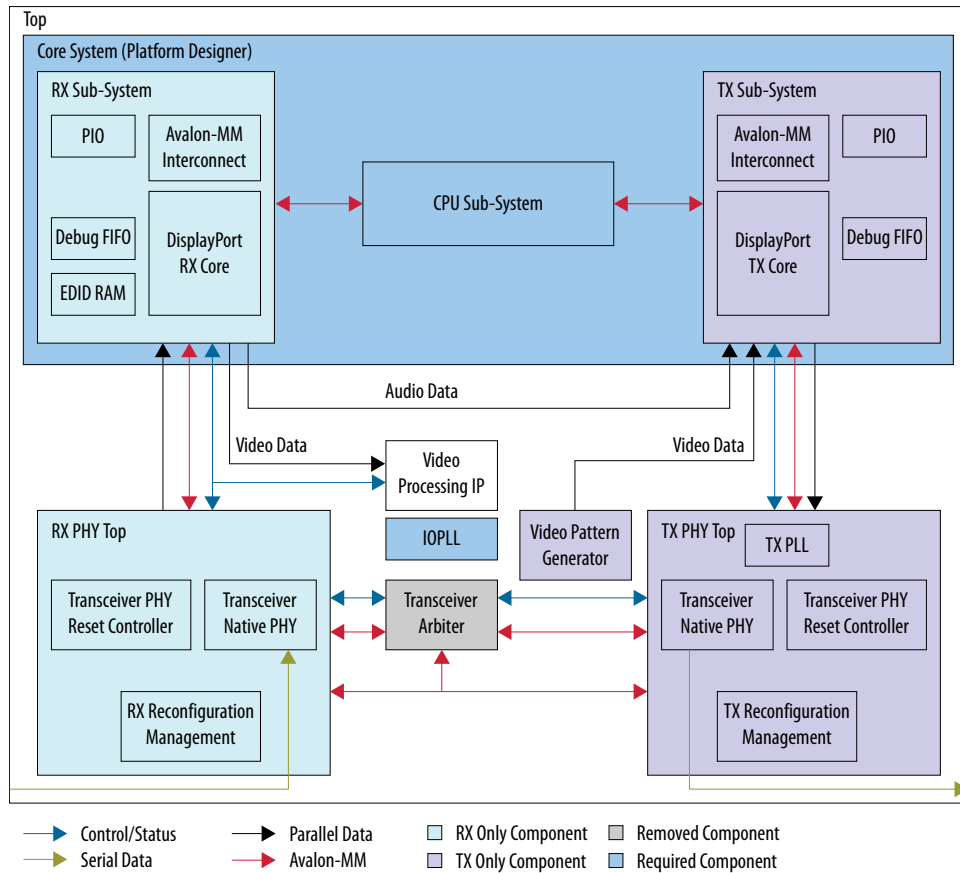 Top
Core System (Platform Designer)
RX Sub-System
PIO
Avalon-MM
Interconnect
Debug FIFO
DisplayPort
RX Core
EDID RAM
CPU Sub-System
TX Sub-System
Avalon-MM
Interconnect
PIO
DisplayPort
TX Core
Debug FIFO
Audio Data
Video Data
Video
Processing IP
Video Data
RX PHY Top
Transceiver PHY
Reset Controller
Transceiver
Native PHY
RX Reconfiguration
Management
IOPLL
Video Pattern
Generator
Transceiver
Arbiter
TX PHY Top
TX PLL
Transceiver
Native PHY
Transceiver PHY
Reset Controller
TX Reconfiguration
Management
Control/Status
Parallel Data
RX Only Component
Removed Component
Serial Data
Avalon-MM
TX Only Component
Required Component